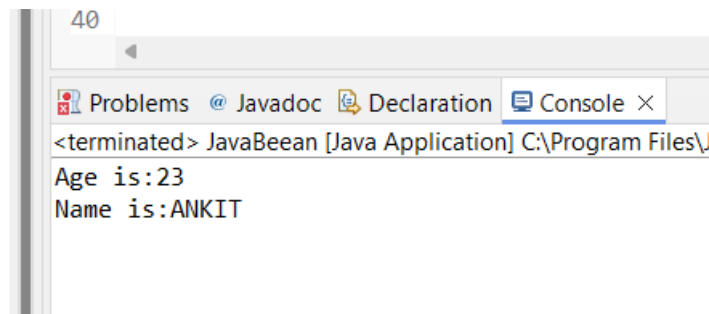 40
Problems @ Javadoc Declaration Console
<terminated> JavaBeean [Java Application] C:\Program Files\J
Age is:23
Name is:ANKIT